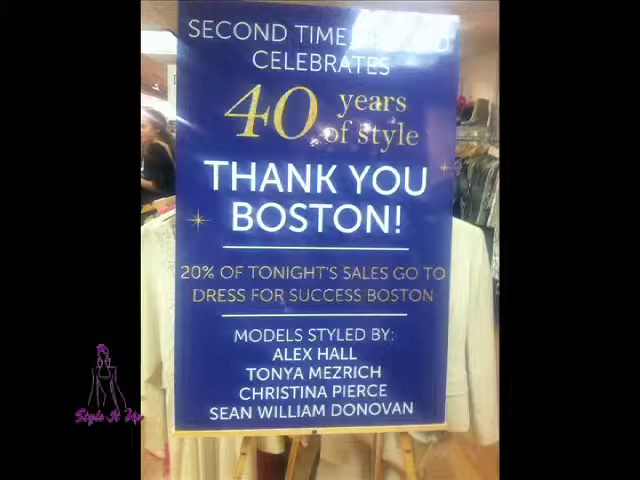 SECOND TIME
CELEBRATES
40 years
of style
THANK YOU
BOSTON!
20% OF TONIGHT'S SALES GO TO
DRESS FOR SUCCESS BOSTON
MODELS STYLED BY:
ALEX HALL
TONYA MEZRICH
CHRISTINA PIERCE
SEAN WILLIAM DONOVAN
Style It Up